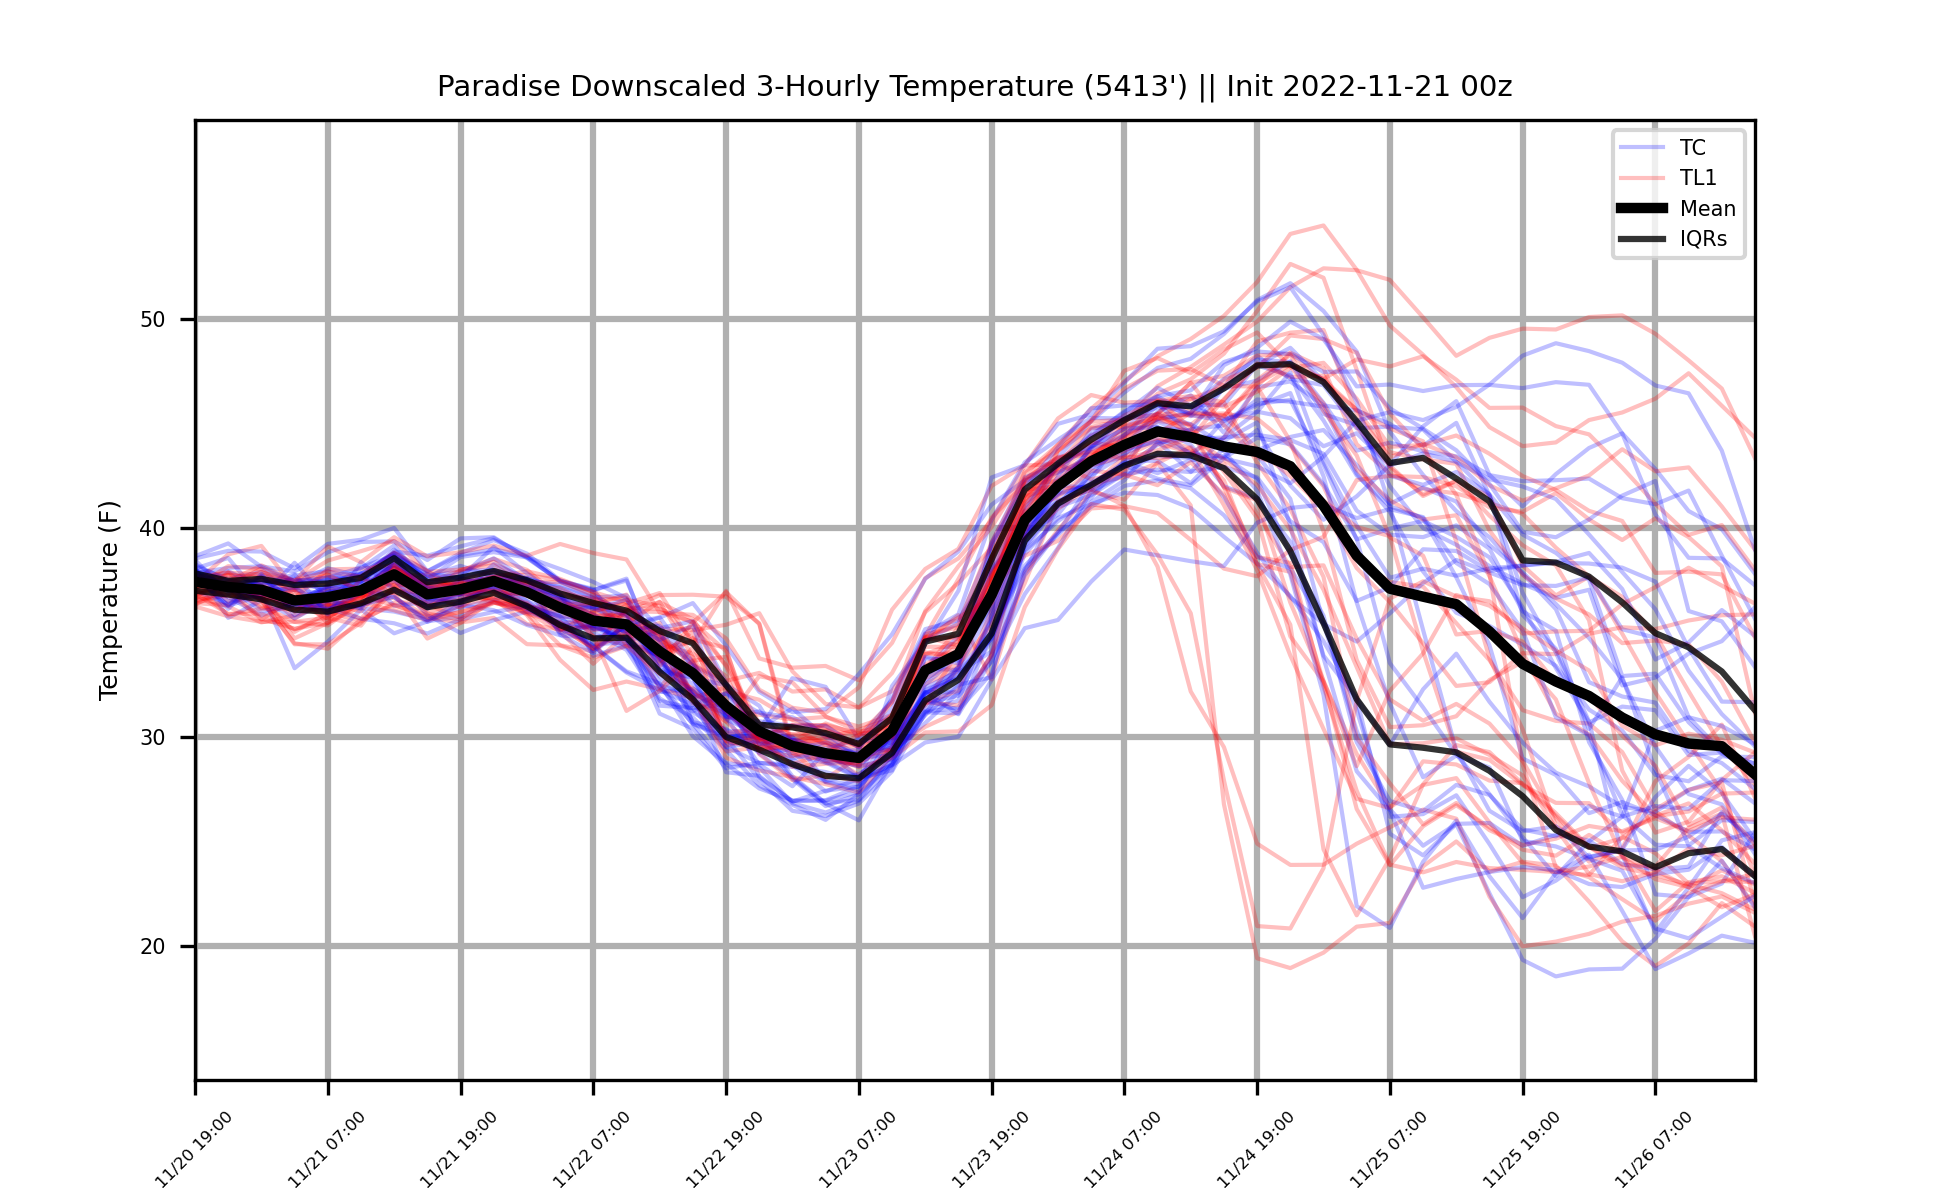 Paradise Downscaled 3-Hourly Temperature (5413') || Init 2022-11-21 00z
TC
TL1
Mean
IQRs
Temperature (F)
50
40
30
20
11/20 19:00
11/21 07:00
11/21 19:00
11/22 07:00
11/22 19:00
11/23 07:00
11/23 19:00
11/24 07:00
11/24 19:00
11/25 07:00
11/25 19:00
11/26 07:00